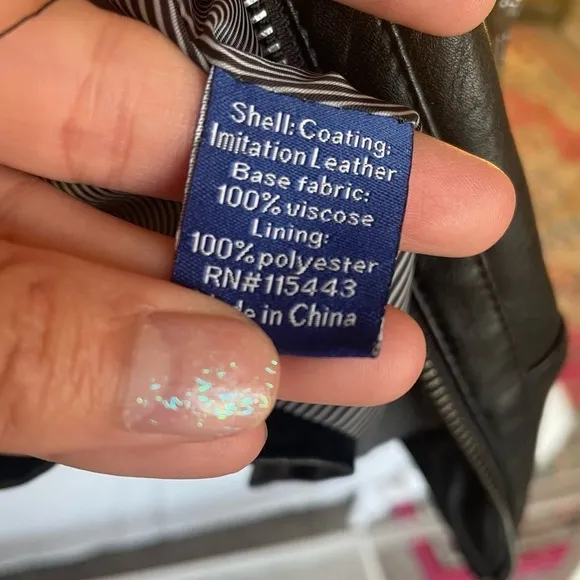 Shell: Coating:
Imitation Leather
Base fabric:
100% viscose
Lining:
100% polyester
RN#115443
in China